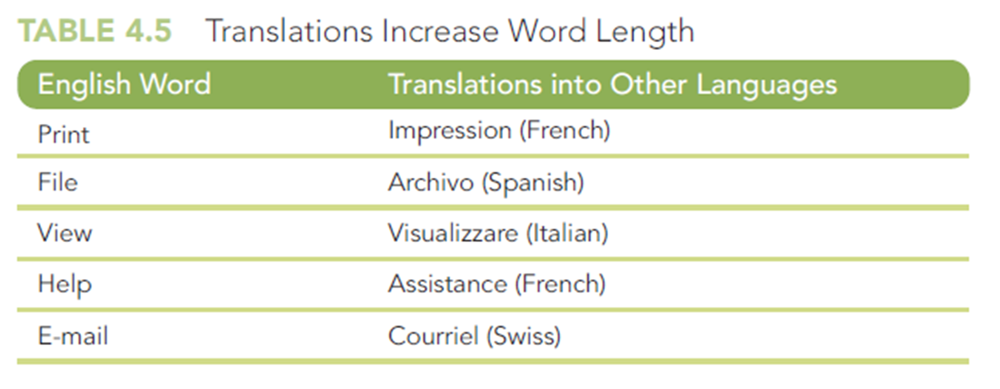 TABLE 4.5 Translations Increase Word Length
English Word Translations into Other Languages
Print Impression (French)
File Archivo (Spanish)
View Visualizzare (Italian)
Help Assistance (French)
E-mail Courriel (Swiss)